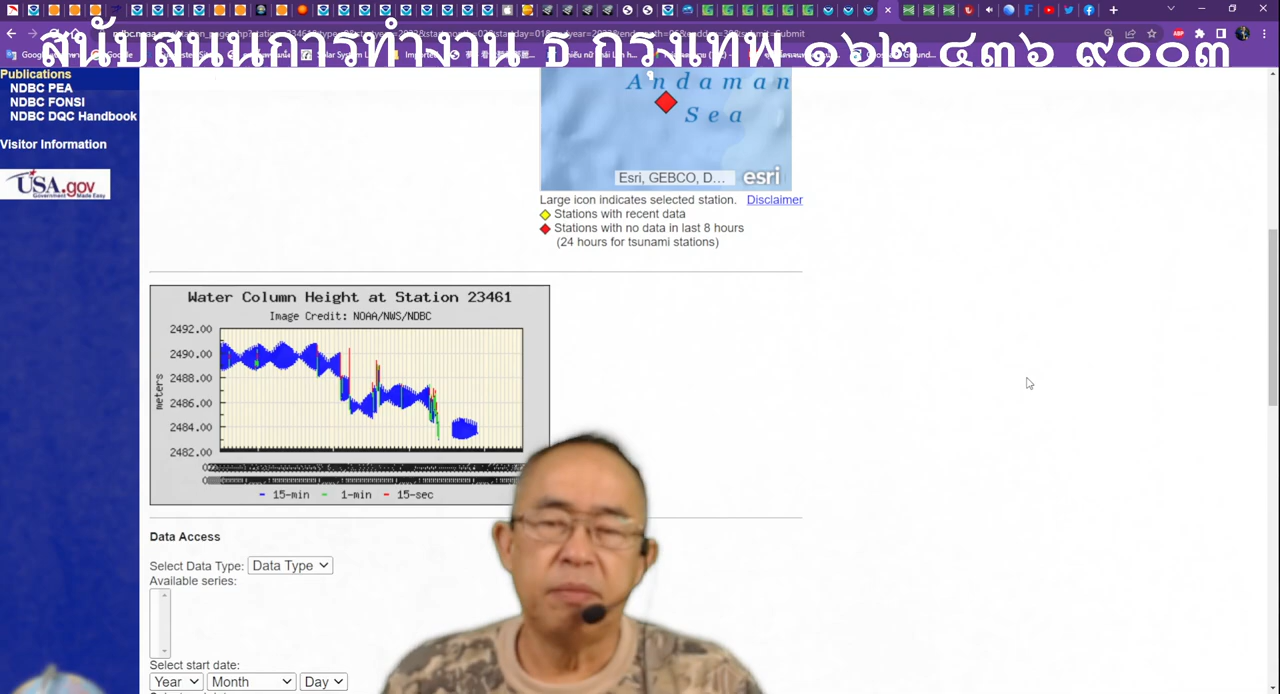 สนับสนุนการทำงาน ธ กรุงเทพ ๑๖๒ ๔๓๖ ๙๐๐๓
Publications
NDBC PEA
NDBC FONSI
NDBC DQC Handbook
Visitor Information
USA.gov
Government Made Easy
Andaman
Sea
Esri, GEBCO, D...
esri
Large icon indicates selected station. Disclaimer
Stations with recent data
Stations with no data in last 8 hours
(24 hours for tsunami stations)
Water Column Height at Station 23461
Image Credit: NOAA/NWS/NDBC
2492.00
2490.00
2488.00
2486.00
2484.00
2482.00
meters
15-min 1-min 15-sec
Data Access
Select Data Type: Data Type
Available series:
Select start date:
Year Month Day